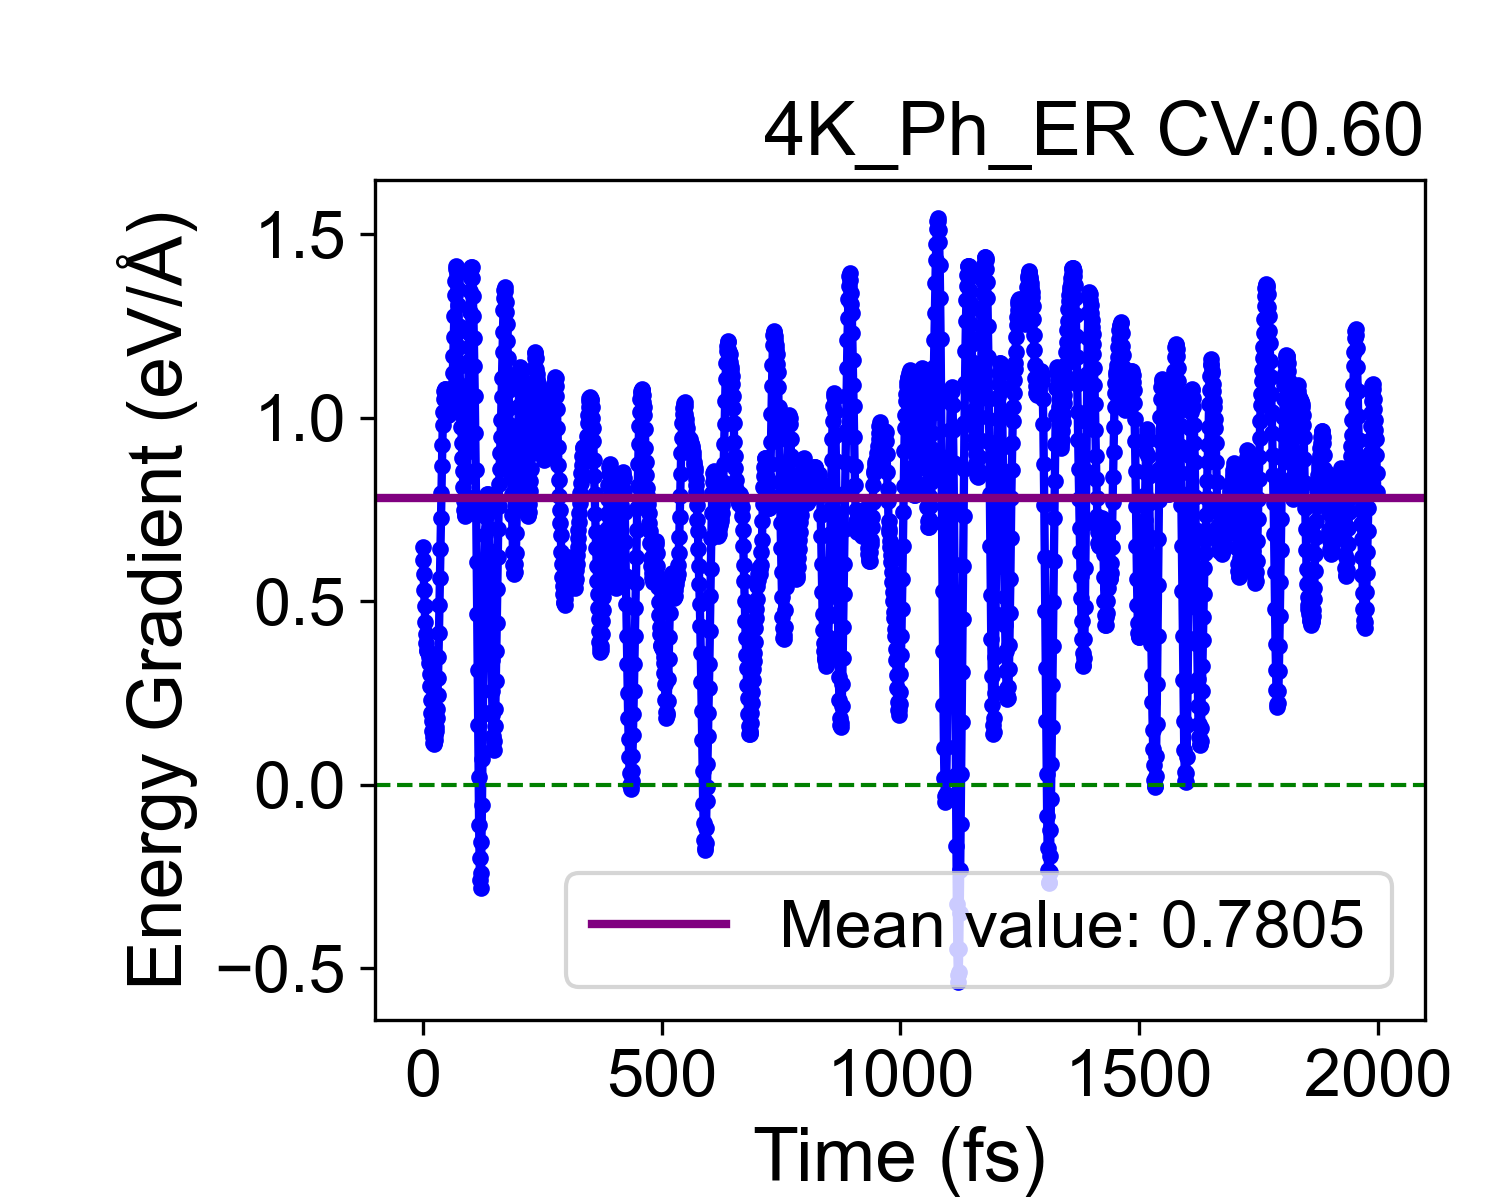 4K_Ph_ER CV:0.60
Energy Gradient (eV/Å)
1.5
1.0
0.5
0.0
−0.5
Mean value: 0.7805
0 500 1000 1500 2000
Time (fs)